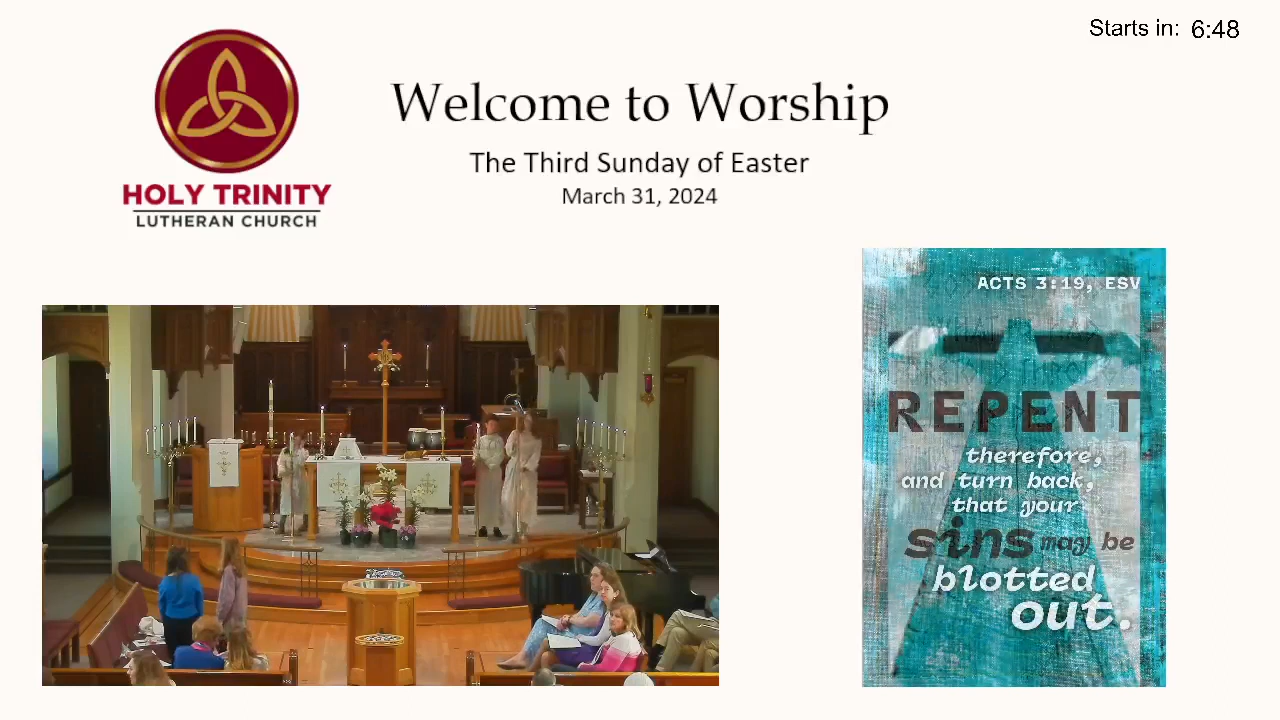 Starts in: 6:48
Welcome to Worship
The Third Sunday of Easter
March 31, 2024
HOLY TRINITY
LUTHERAN CHURCH
ACTS 3:19, ESV
REPENT
therefore,
and turn back,
that your
sins may be
blotted
out.